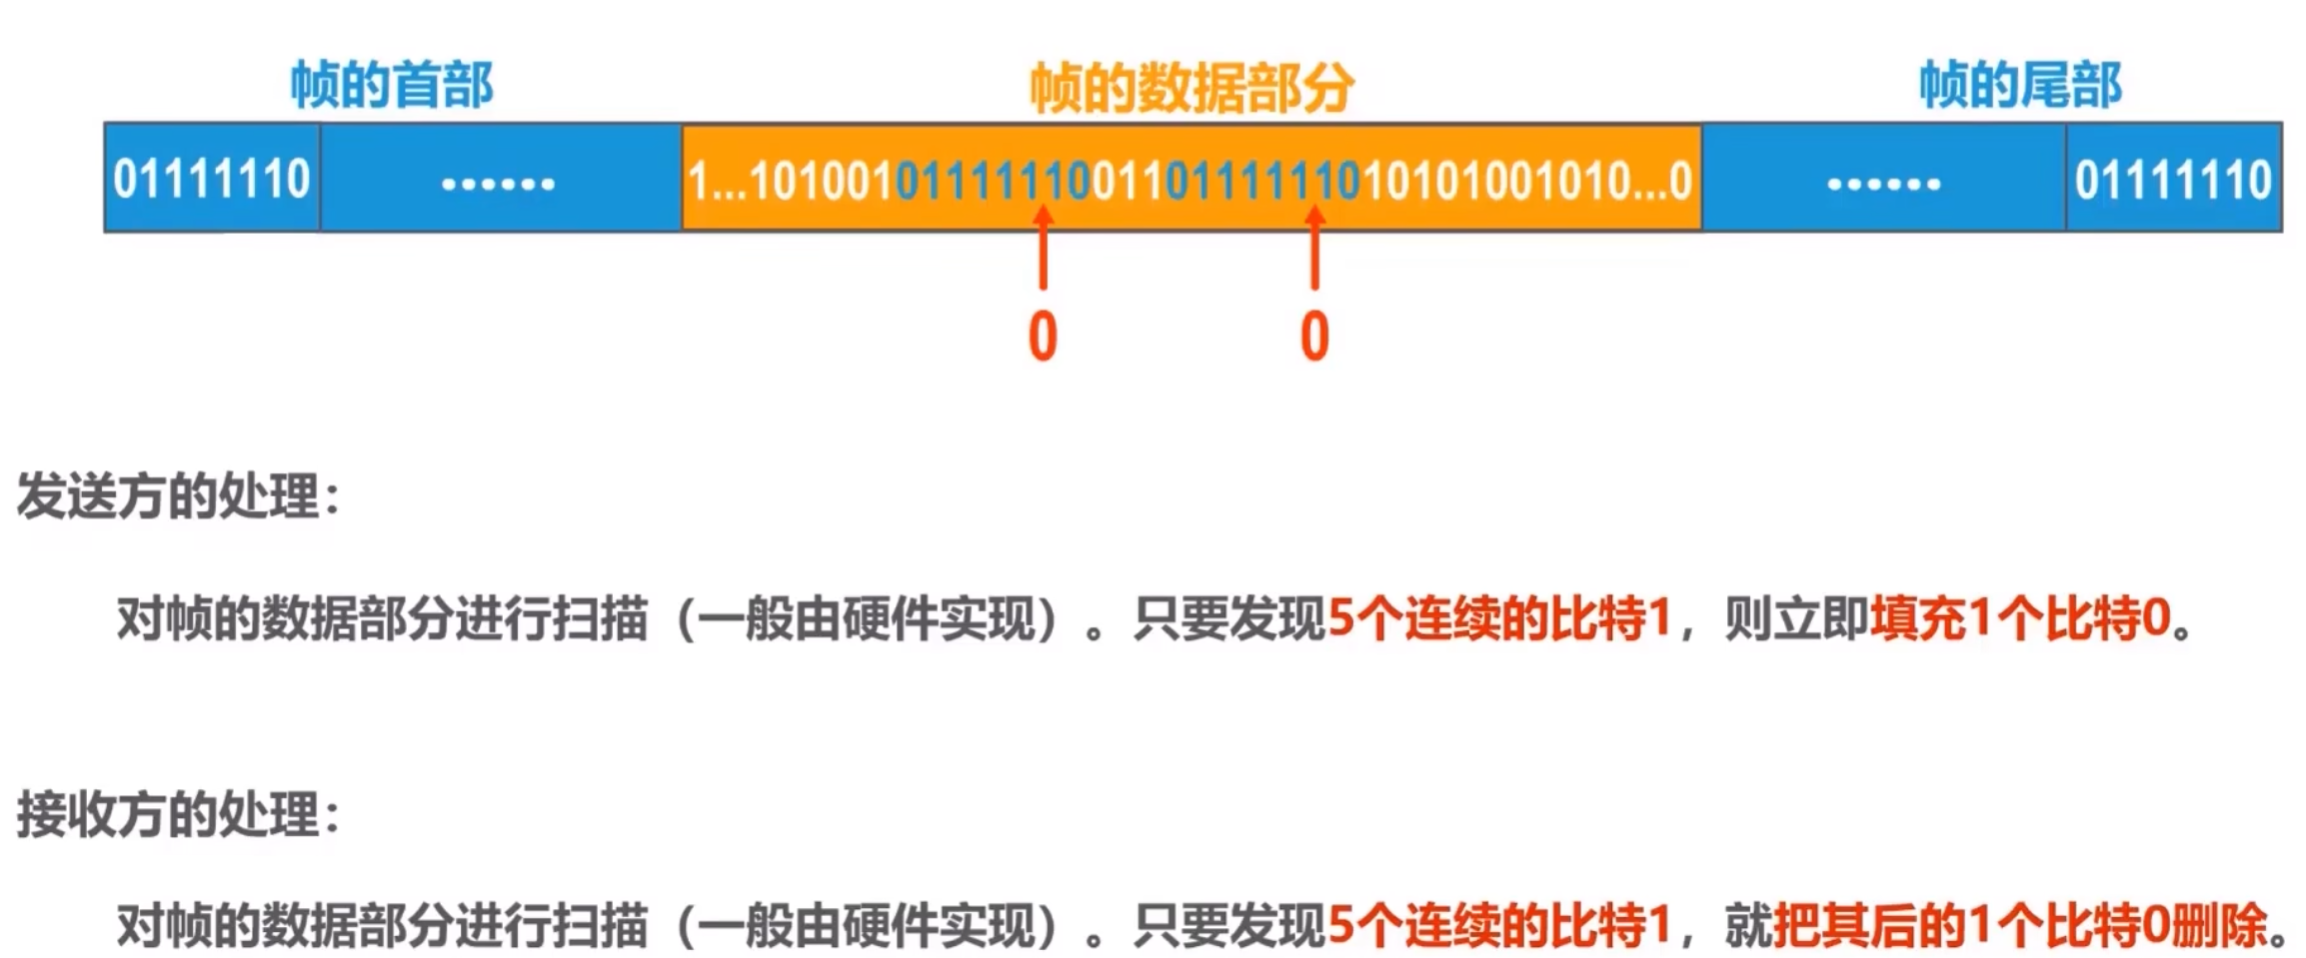 帧的首部 帧的数据部分 帧的尾部
01111110 …… 1...101001011111100110111111010101001010...0 …… 01111110
0 0
发送方的处理：
对帧的数据部分进行扫描（一般由硬件实现）。只要发现5个连续的比特1，则立即填充1个比特0。
接收方的处理：
对帧的数据部分进行扫描（一般由硬件实现）。只要发现5个连续的比特1，就把其后的1个比特0删除。